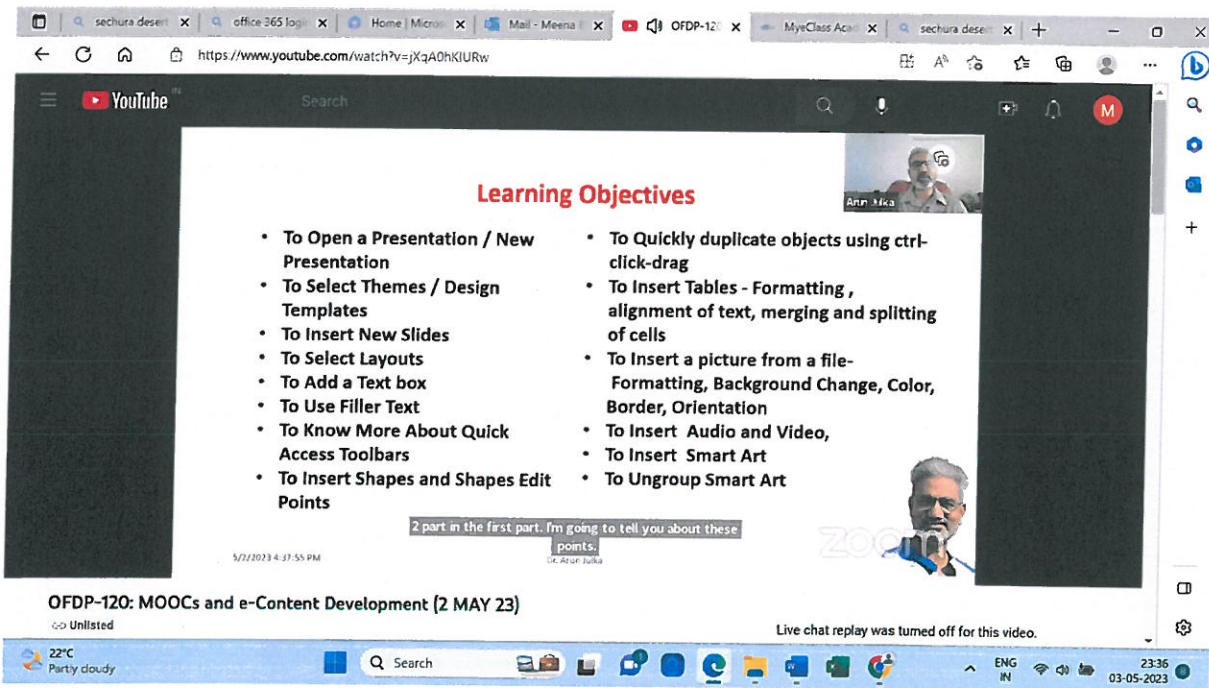 sechura desert
office 365 login
Home | Micros
Mail - Meena
OFDP-120
MyeClass Acad
sechura desert
https://www.youtube.com/watch?v=jXqA0hKIURw
YouTube IN
Search
M
Arun Julka
Learning Objectives
• To Open a Presentation / New
Presentation
• To Select Themes / Design
Templates
• To Insert New Slides
• To Select Layouts
• To Add a Text box
• To Use Filler Text
• To Know More About Quick
Access Toolbars
• To Insert Shapes and Shapes Edit
Points
• To Quickly duplicate objects using ctrl-
click-drag
• To Insert Tables - Formatting ,
alignment of text, merging and splitting
of cells
• To Insert a picture from a file-
Formatting, Background Change, Color,
Border, Orientation
• To Insert Audio and Video,
• To Insert Smart Art
• To Ungroup Smart Art
2 part in the first part. I'm going to tell you about these
points.
5/2/2023 4:37:55 PM
Dr. Arun Julka
zoom
OFDP-120: MOOCs and e-Content Development (2 MAY 23)
Unlisted
Live chat replay was turned off for this video.
22°C
Partly cloudy
Search
ENG
IN
23:36
03-05-2023